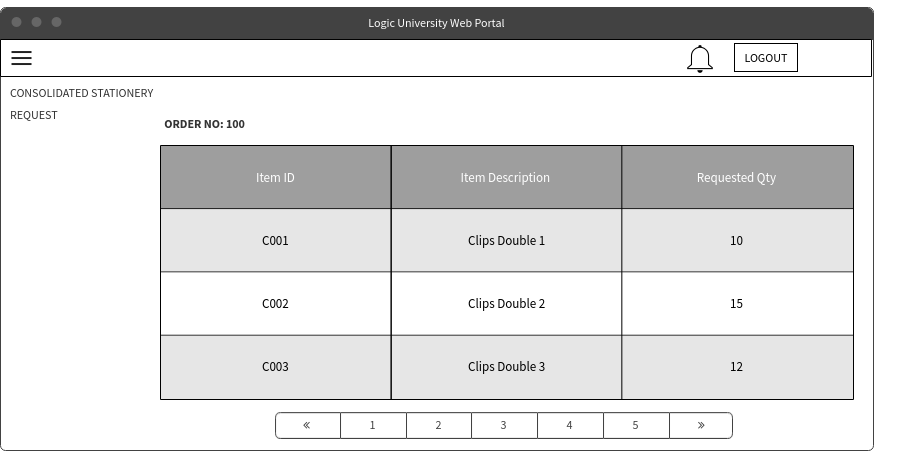 Logic University Web Portal
LOGOUT
CONSOLIDATED STATIONERY
REQUEST
ORDER NO: 100
Item ID Item Description Requested Qty
C001 Clips Double 1 10
C002 Clips Double 2 15
C003 Clips Double 3 12
« 1 2 3 4 5 »